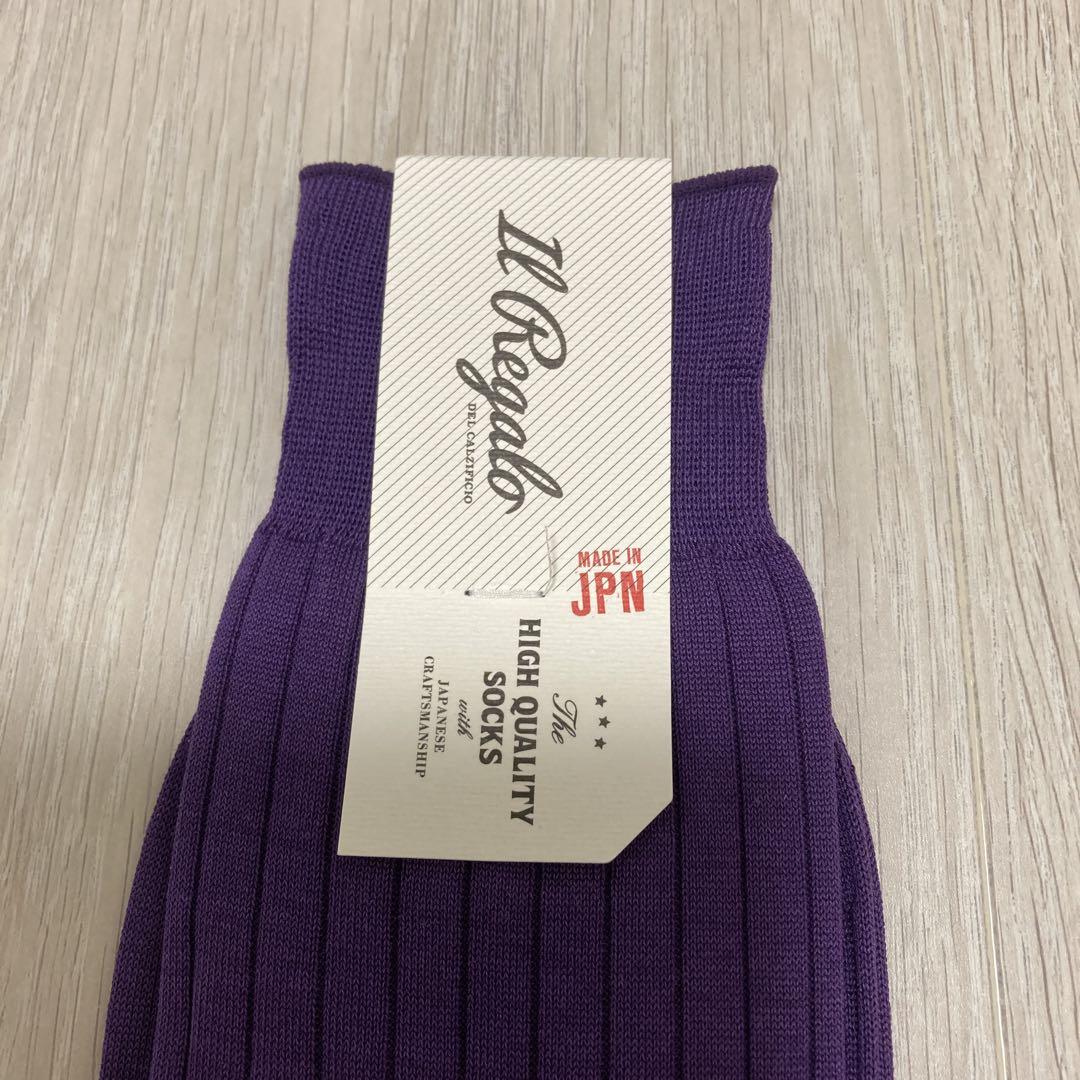 Il Regalo
DEL CALZIFICIO
MADE IN
JPN
★★★
The
HIGH QUALITY
SOCKS
with
JAPANESE
CRAFTSMANSHIP